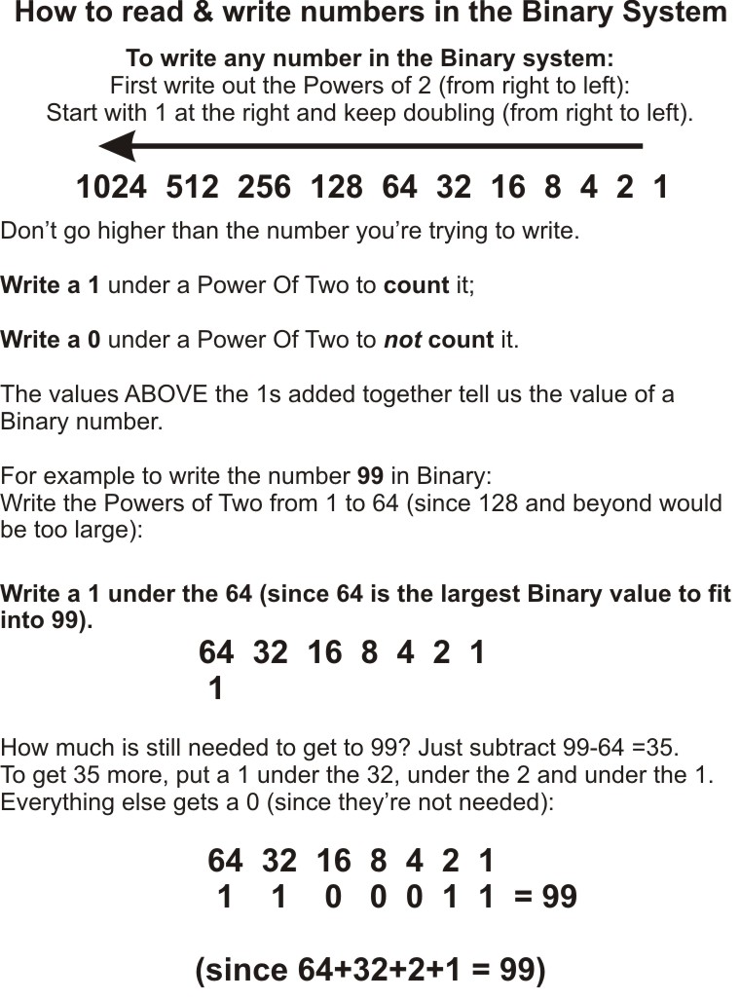 How to read & write numbers in the Binary System
To write any number in the Binary system:
First write out the Powers of 2 (from right to left):
Start with 1 at the right and keep doubling (from right to left).
1024 512 256 128 64 32 16 8 4 2 1
Don't go higher than the number you're trying to write.
Write a 1 under a Power Of Two to count it;
Write a 0 under a Power Of Two to not count it.
The values ABOVE the 1s added together tell us the value of a
Binary number.
For example to write the number 99 in Binary:
Write the Powers of Two from 1 to 64 (since 128 and beyond would
be too large):
Write a 1 under the 64 (since 64 is the largest Binary value to fit
into 99).
64 32 16 8 4 2 1
1
How much is still needed to get to 99? Just subtract 99-64 =35.
To get 35 more, put a 1 under the 32, under the 2 and under the 1.
Everything else gets a 0 (since they're not needed):
64 32 16 8 4 2 1
1 1 0 0 0 1 1 = 99
(since 64+32+2+1 = 99)